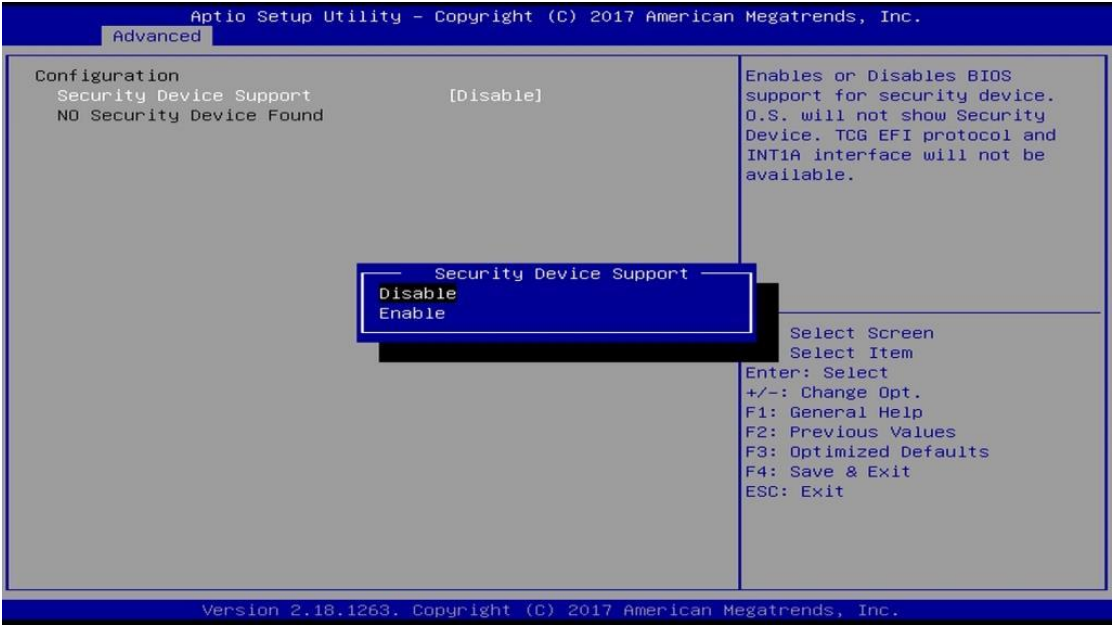 Aptio Setup Utility – Copyright (C) 2017 American Megatrends, Inc.
Advanced
Configuration
Security Device Support [Disable]
NO Security Device Found
Enables or Disables BIOS
support for security device.
O.S. will not show Security
Device. TCG EFI protocol and
INT1A interface will not be
available.
Security Device Support
Disable
Enable
Select Screen
Select Item
Enter: Select
+/-: Change Opt.
F1: General Help
F2: Previous Values
F3: Optimized Defaults
F4: Save & Exit
ESC: Exit
Version 2.18.1263. Copyright (C) 2017 American Megatrends, Inc.